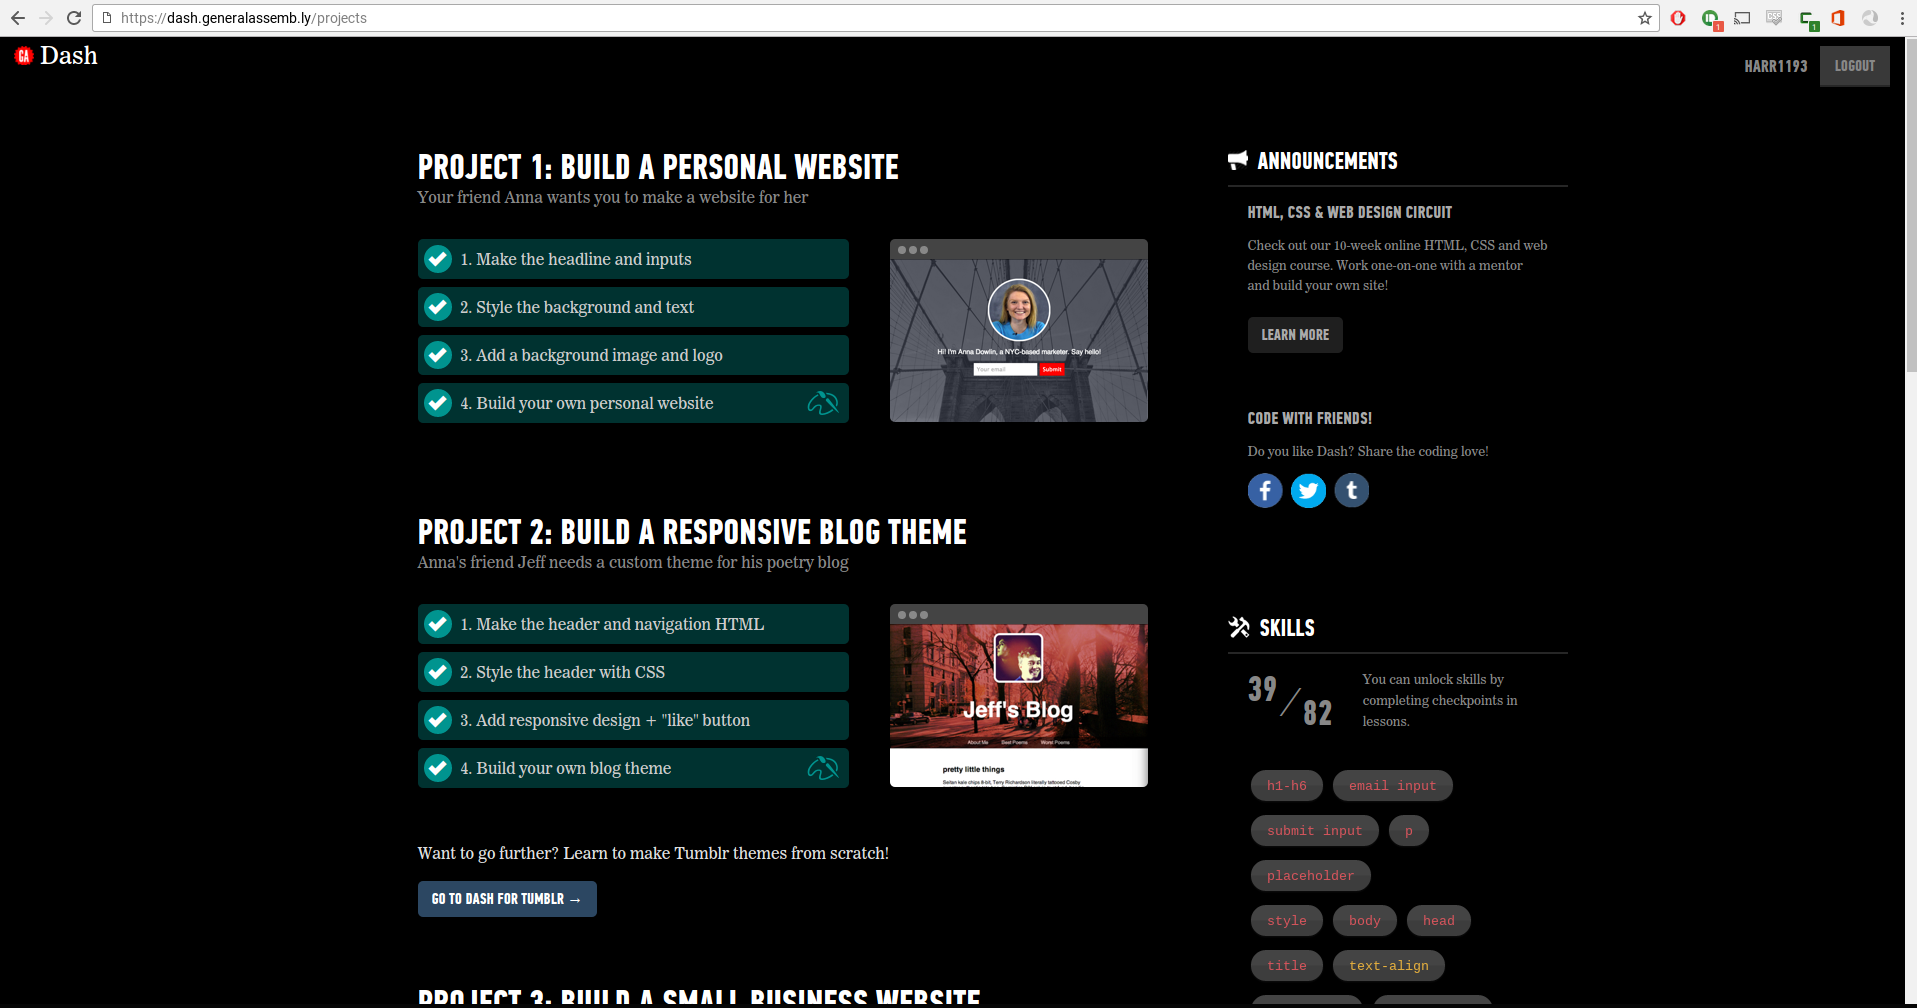 https://dash.generalassemb.ly/projects
GA Dash
HARR1193
LOGOUT
PROJECT 1: BUILD A PERSONAL WEBSITE
Your friend Anna wants you to make a website for her
1. Make the headline and inputs
2. Style the background and text
3. Add a background image and logo
4. Build your own personal website
Hi! I'm Anna Dowlin, a NYC-based marketer. Say hello!
Your email
Submit
PROJECT 2: BUILD A RESPONSIVE BLOG THEME
Anna's friend Jeff needs a custom theme for his poetry blog
1. Make the header and navigation HTML
2. Style the header with CSS
3. Add responsive design + "like" button
4. Build your own blog theme
Jeff's Blog
About Me Best Poems Worst Poems
pretty little things
Seitan kale chips 8-bit, Terry Richardson literally tattooed Cosby
Want to go further? Learn to make Tumblr themes from scratch!
GO TO DASH FOR TUMBLR →
PROJECT 3: BUILD A SMALL BUSINESS WEBSITE
ANNOUNCEMENTS
HTML, CSS & WEB DESIGN CIRCUIT
Check out our 10-week online HTML, CSS and web
design course. Work one-on-one with a mentor
and build your own site!
LEARN MORE
CODE WITH FRIENDS!
Do you like Dash? Share the coding love!
SKILLS
39 / 82
You can unlock skills by
completing checkpoints in
lessons.
h1-h6 email input
submit input p
placeholder
style body head
title text-align